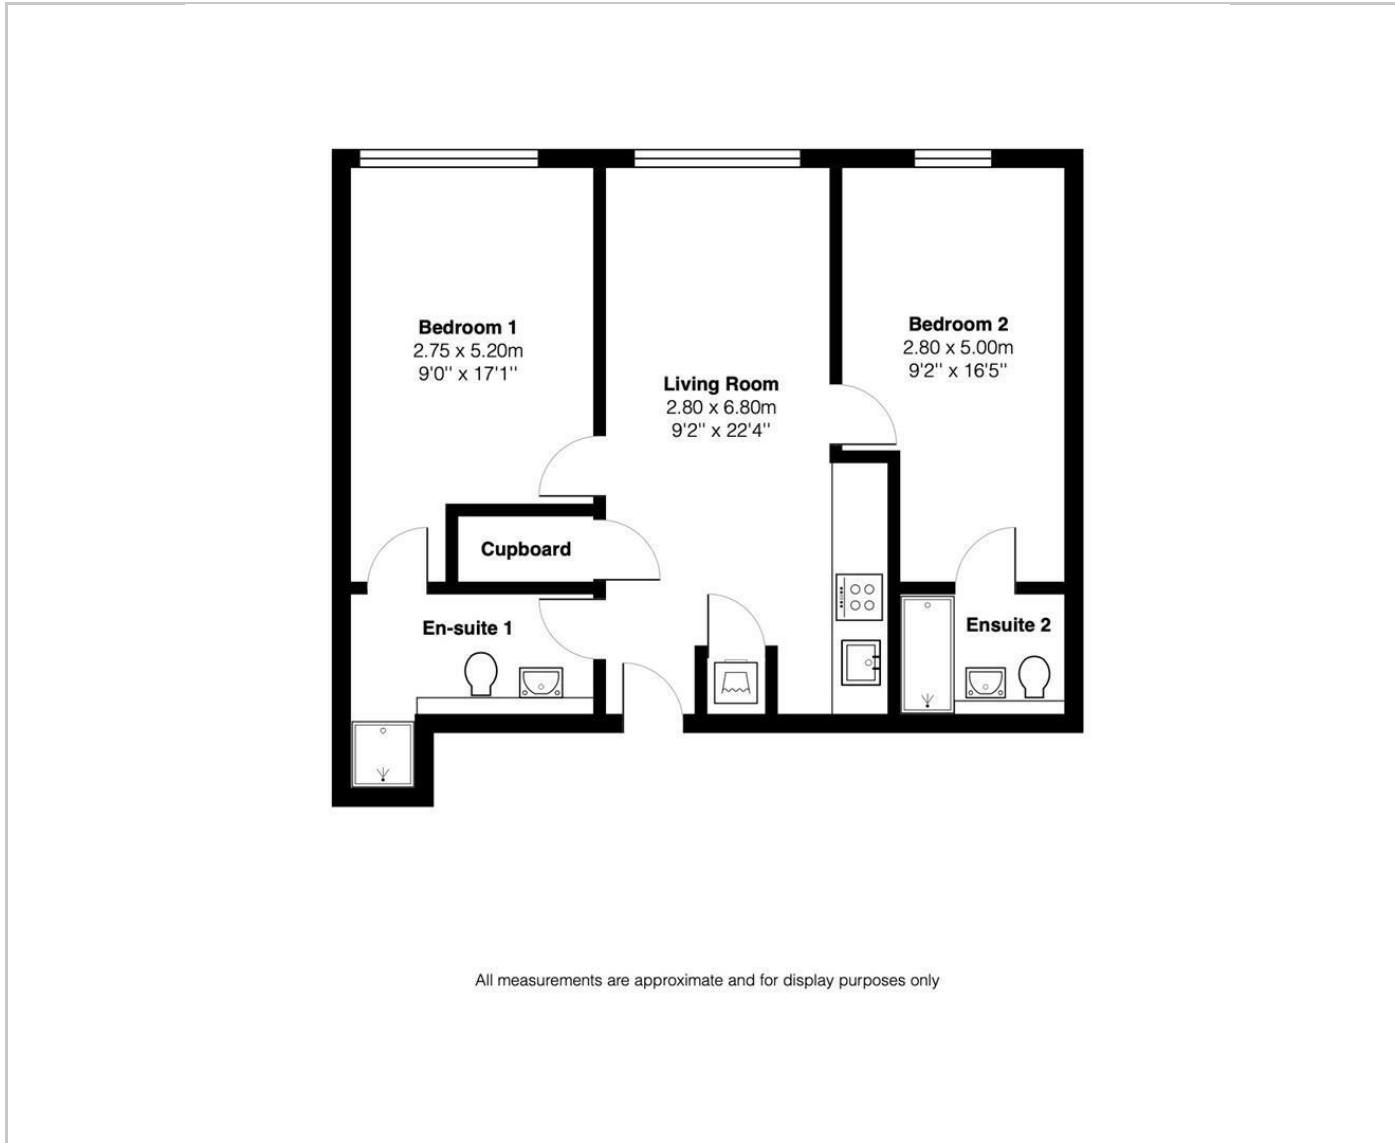 Bedroom 1
2.75 x 5.20m
9'0'' x 17'1''
Living Room
2.80 x 6.80m
9'2'' x 22'4''
Bedroom 2
2.80 x 5.00m
9'2'' x 16'5''
Cupboard
En-suite 1
Ensuite 2
All measurements are approximate and for display purposes only